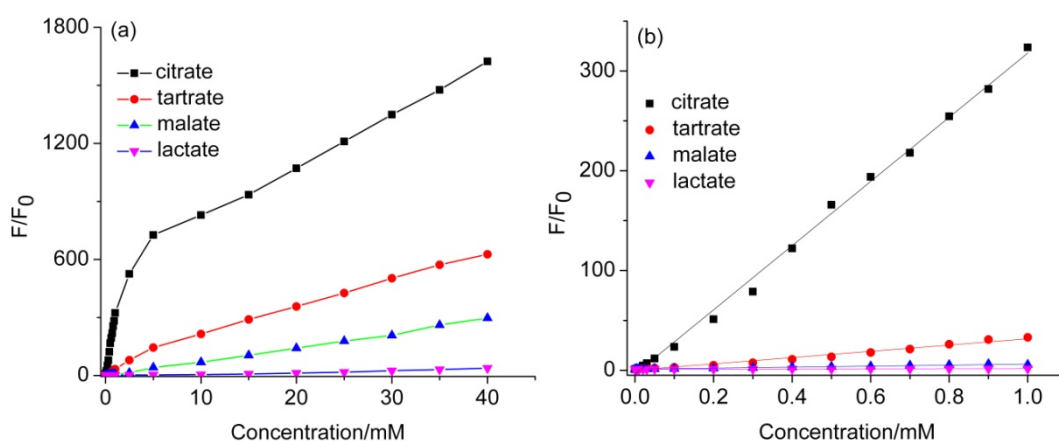 (a)
1800
1200
600
0
F/F0
citrate
tartrate
malate
lactate
0 10 20 30 40
Concentration/mM
(b)
300
200
100
0
F/F0
citrate
tartrate
malate
lactate
0.0 0.2 0.4 0.6 0.8 1.0
Concentration/mM